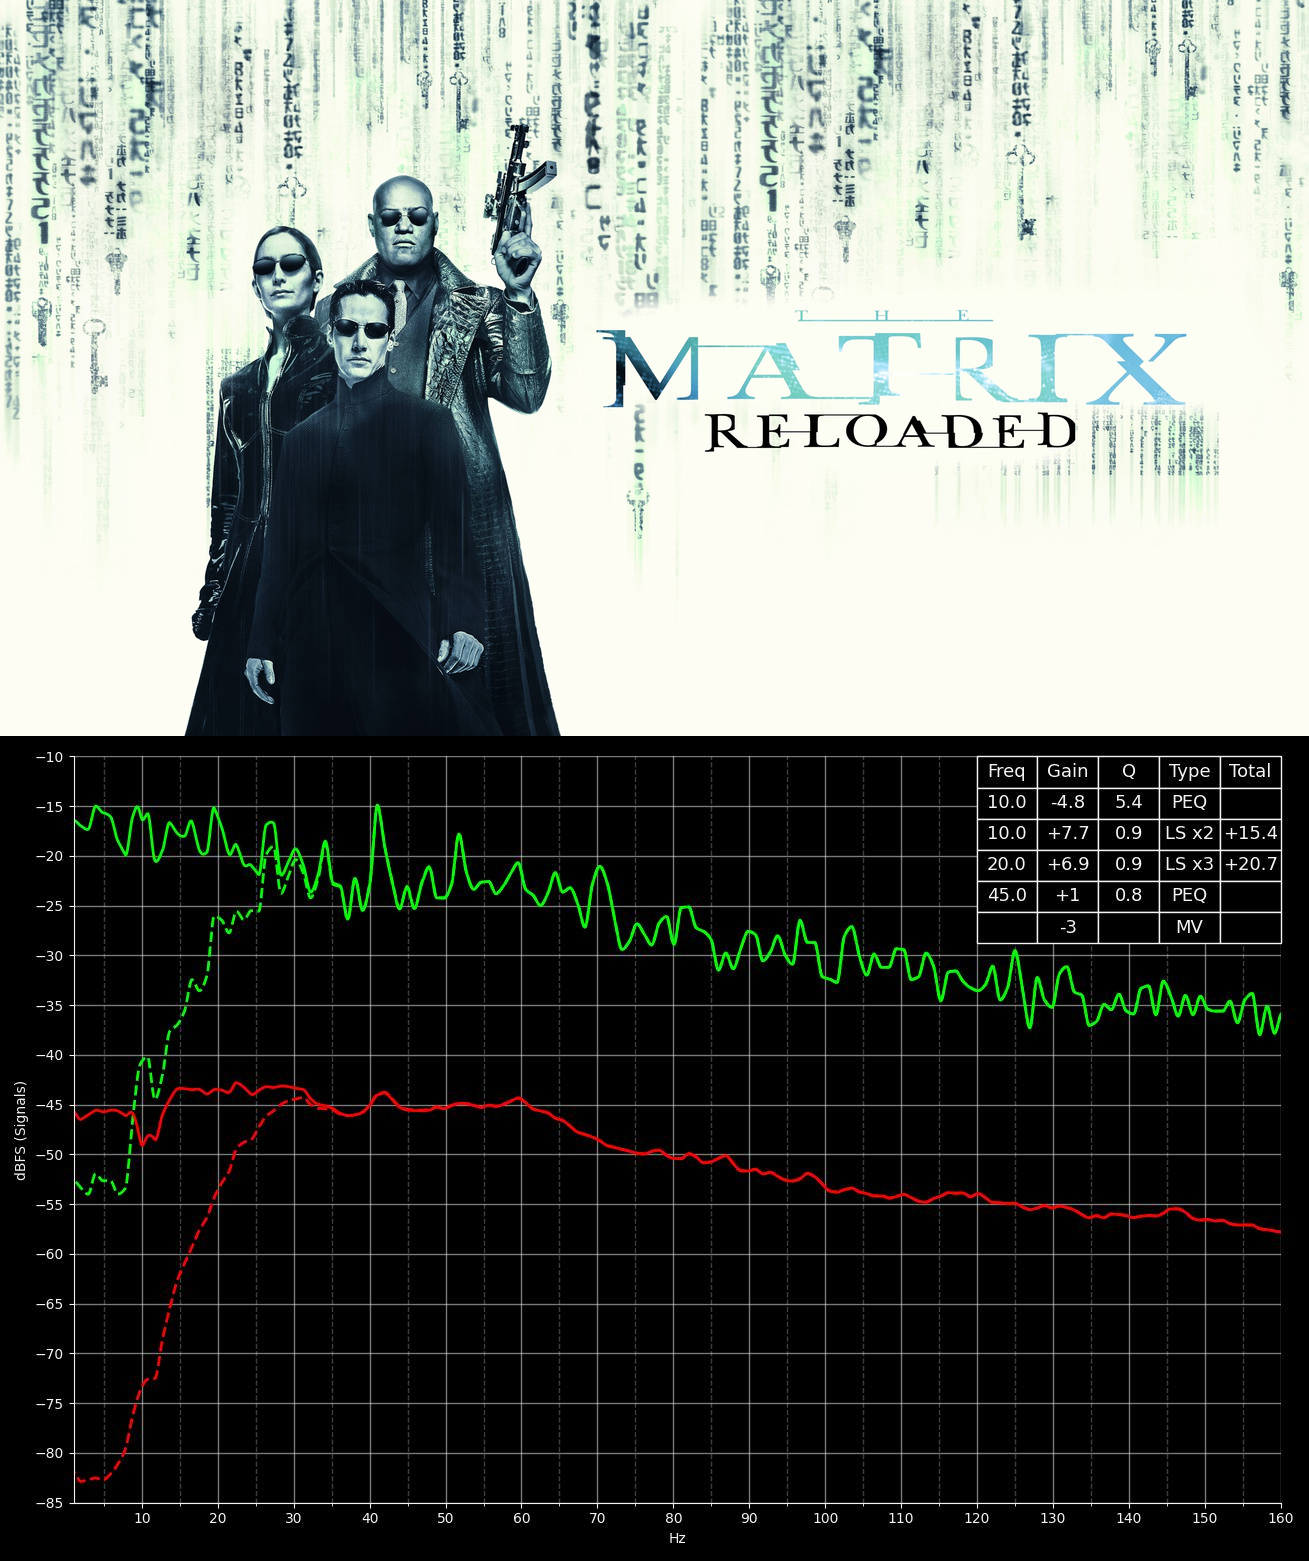 THE
MATRIX
RELOADED
Freq Gain Q Type Total
10.0 -4.8 5.4 PEQ
10.0 +7.7 0.9 LS x2 +15.4
20.0 +6.9 0.9 LS x3 +20.7
45.0 +1 0.8 PEQ
-3 MV
−10
−15
−20
−25
−30
−35
−40
−45
−50
−55
−60
−65
−70
−75
−80
−85
dBFS (Signals)
10 20 30 40 50 60 70 80 90 100 110 120 130 140 150 160
Hz